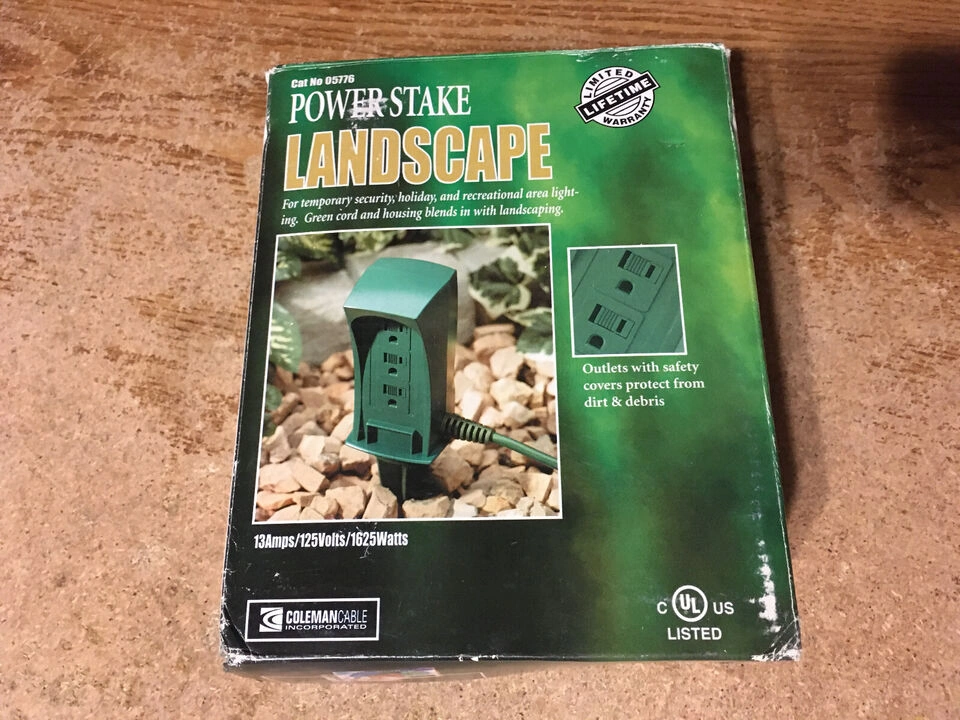 Cat No 05776
POWER STAKE
LANDSCAPE
LIMITED
LIFETIME
WARRANTY
For temporary security, holiday, and recreational area light-
ing. Green cord and housing blends in with landscaping.
Outlets with safety
covers protect from
dirt & debris
13Amps/125Volts/1625Watts
COLEMANCABLE
INCORPORATED
C UL US
LISTED